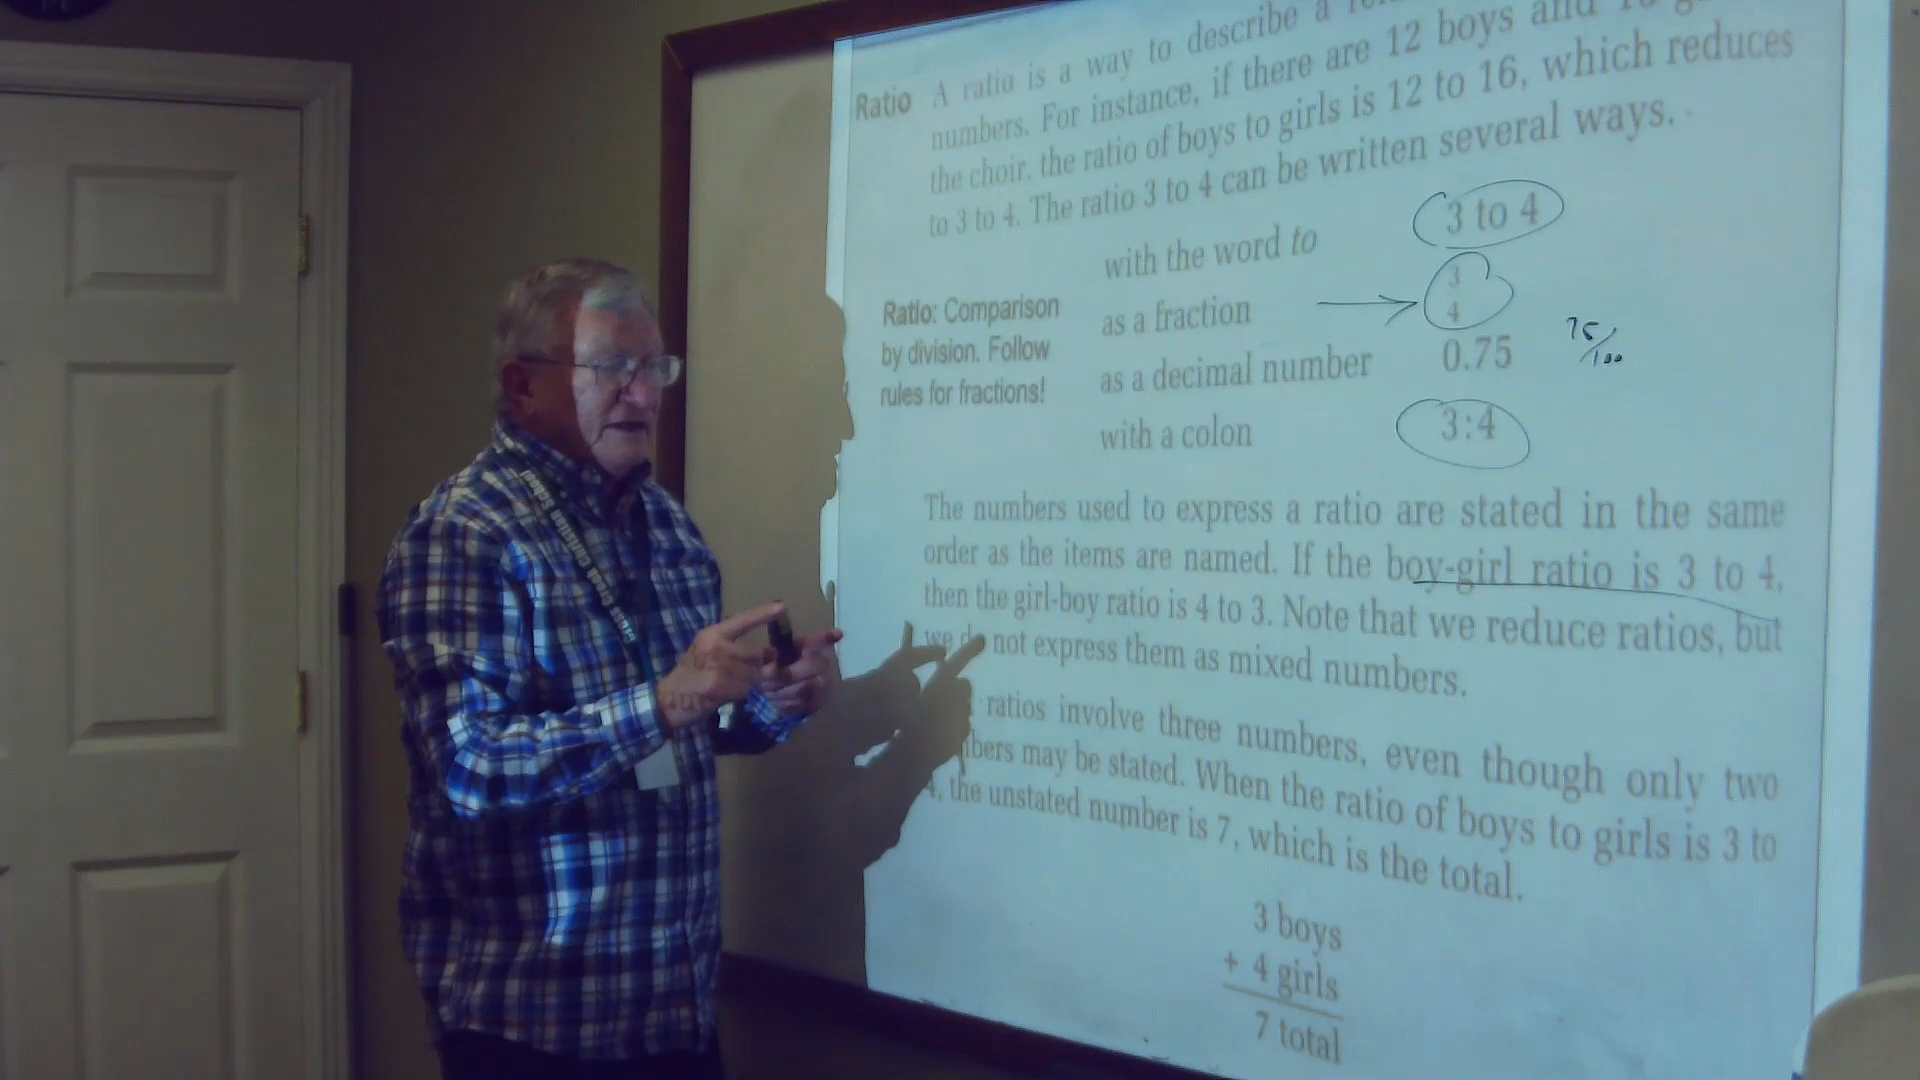 Ratio A ratio is a way to describe a
numbers. For instance, if there are 12 boys and
the choir, the ratio of boys to girls is 12 to 16, which reduces
to 3 to 4. The ratio 3 to 4 can be written several ways.
with the word to 3 to 4
Ratio: Comparison
by division. Follow
rules for fractions!
as a fraction 3
4
as a decimal number 0.75 75/100
with a colon 3:4
The numbers used to express a ratio are stated in the same
order as the items are named. If the boy-girl ratio is 3 to 4,
then the girl-boy ratio is 4 to 3. Note that we reduce ratios, but
we do not express them as mixed numbers.
ratios involve three numbers, even though only two
may be stated. When the ratio of boys to girls is 3 to
4, the unstated number is 7, which is the total.
3 boys
+ 4 girls
7 total
Christian School